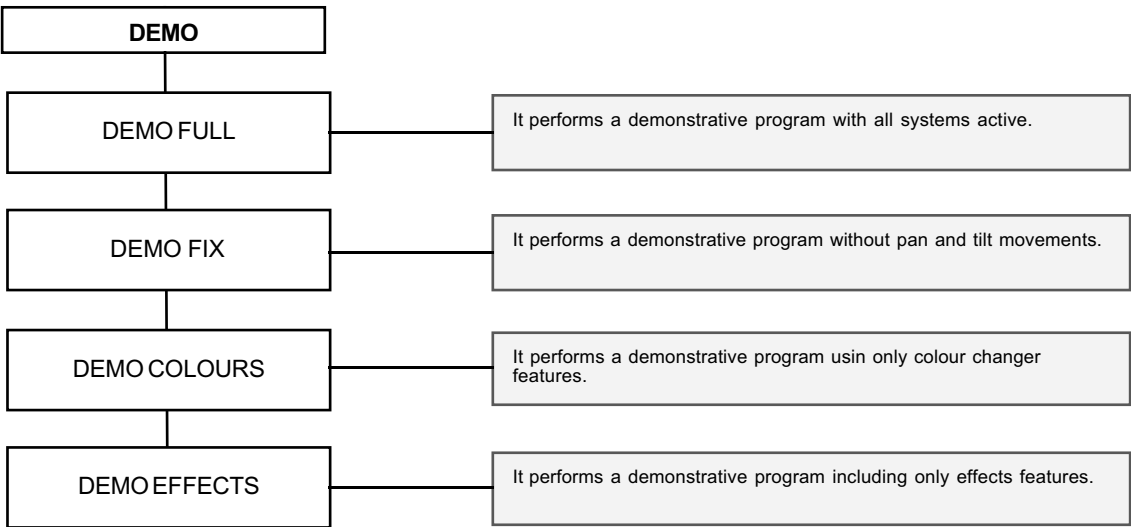 DEMO
DEMO FULL
It performs a demonstrative program with all systems active.
DEMO FIX
It performs a demonstrative program without pan and tilt movements.
DEMO COLOURS
It performs a demonstrative program usin only colour changer
features.
DEMO EFFECTS
It performs a demonstrative program including only effects features.